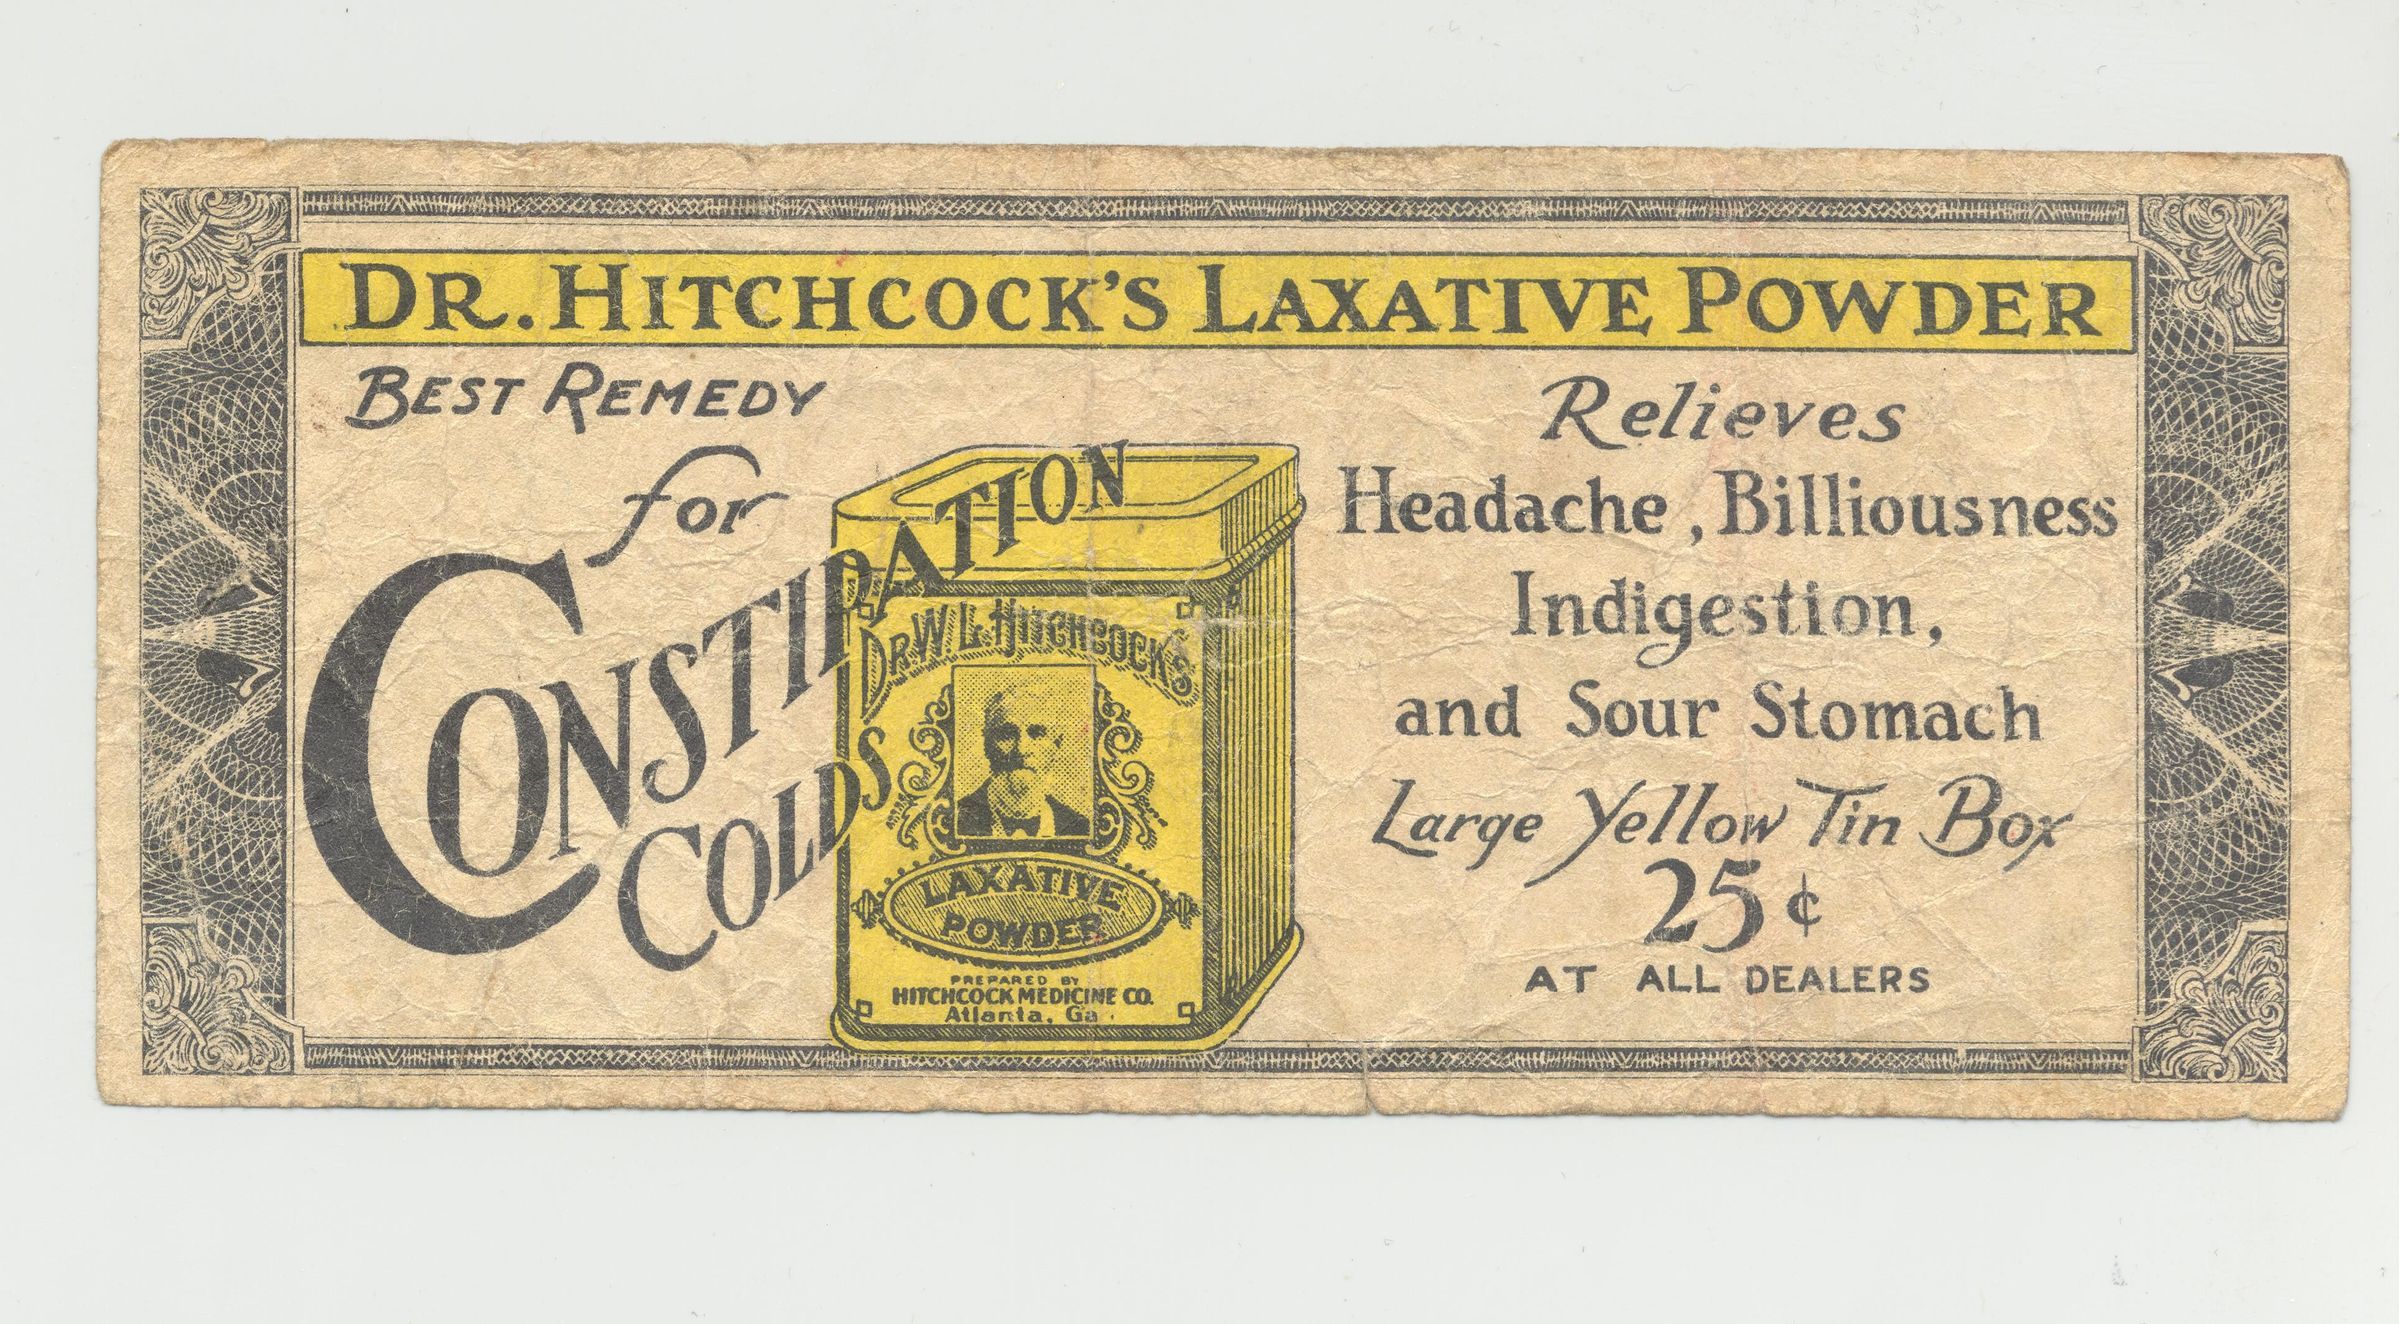 DR. HITCHCOCK'S LAXATIVE POWDER
BEST REMEDY
for
CONSTIPATION
COLDS
DR. W. L. HITCHCOCK'S
LAXATIVE
POWDER
PREPARED BY
HITCHCOCK MEDICINE CO.
Atlanta, Ga.
Relieves
Headache, Billiousness
Indigestion,
and Sour Stomach
Large Yellow Tin Box
25¢
AT ALL DEALERS